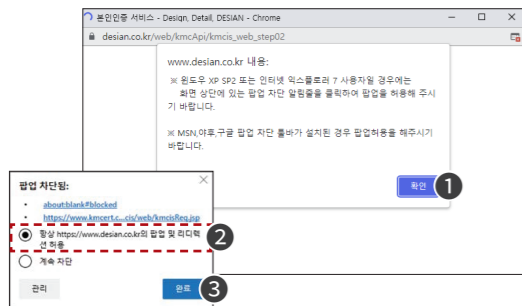 본인인증 서비스 - Design, Detail, DESIAN - Chrome
desian.co.kr/web/kmcApi/kmcis_web_step02
www.desian.co.kr 내용:
※ 윈도우 XP SP2 또는 인터넷 익스플로러 7 사용자일 경우에는
화면 상단에 있는 팝업 차단 알림줄을 클릭하여 팝업을 허용해 주시
기 바랍니다.
※ MSN,야후,구글 팝업 차단 툴바가 설치된 경우 팝업허용을 해주시기
바랍니다.
확인 1
팝업 차단됨:
• about:blank#blocked
• https://www.kmcert.c...cis/web/kmcisReq.jsp
항상 https://www.desian.co.kr의 팝업 및 리디렉
션 허용 2
계속 차단
관리 완료 3